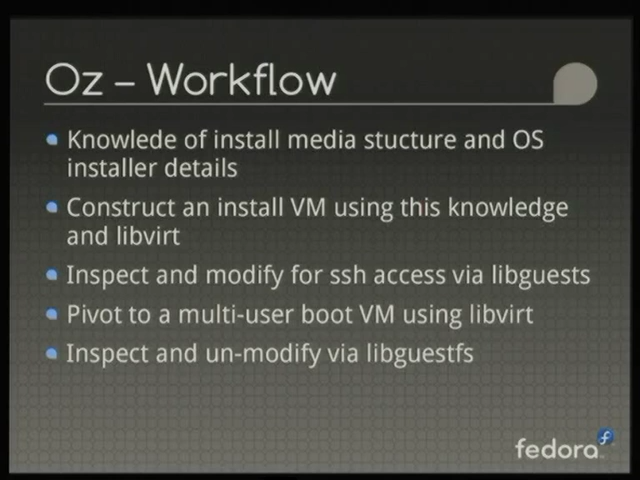 Oz – Workflow
Knowlede of install media stucture and OS
installer details
Construct an install VM using this knowledge
and libvirt
Inspect and modify for ssh access via libguests
Pivot to a multi-user boot VM using libvirt
Inspect and un-modify via libguestfs
fedora